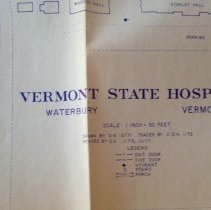 STANLEY HALL
PARKING
VERMONT STATE HOSP
WATERBURY VERMO
SCALE - 1 INCH = 50 FEET
LEGEND
EXIT DOOR
FIRE DOOR
HYDRANT
STAIRS
PORCH